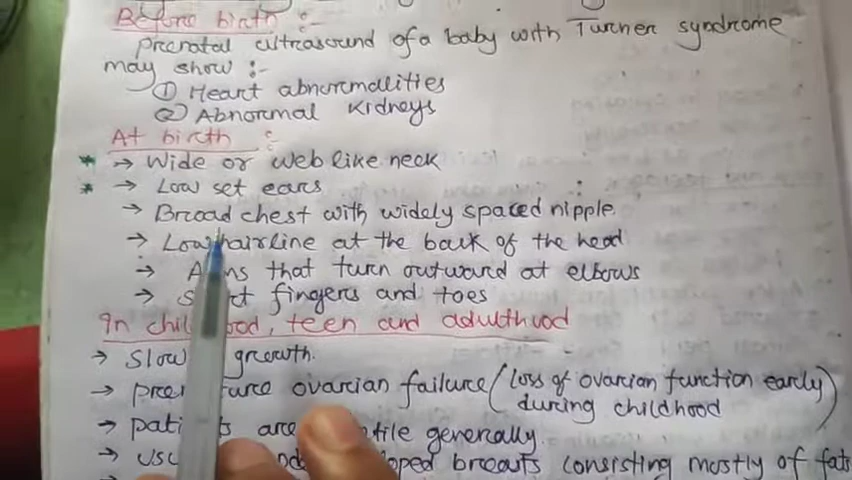 Before birth :-
prenatal ultrasound of a baby with Turner syndrome
may show :-
① Heart abnormalities
② Abnormal kidneys
At birth :
* → Wide or web like neck
* → Low set ears
→ Broad chest with widely spaced nipple.
→ Low hairline at the back of the head
→ that turn outward at elbows
→ fingers and toes
In , teen and adulthood
→ Slow growth.
→ ovarian failure (loss of ovarian function early
during childhood)
→ generally.
→ breasts consisting mostly of fats